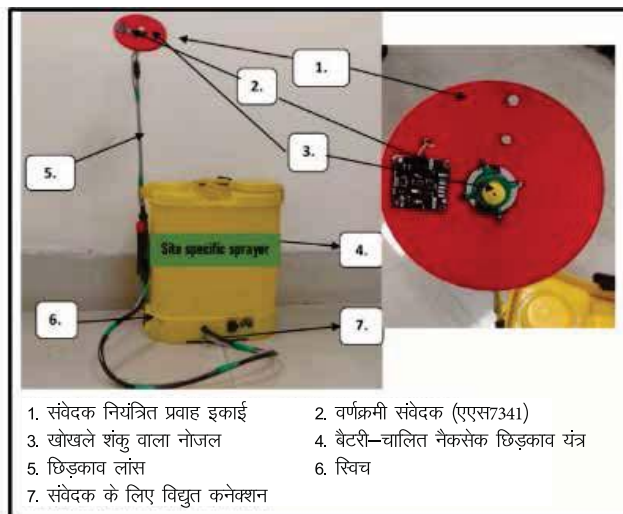 1.
2.
3.
5.
Site specific sprayer
4.
6.
7.
1. संवेदक नियंत्रित प्रवाह इकाई 2. वर्णक्रमी संवेदक (एएस7341)
3. खोखले शंकु वाला नोजल 4. बैटरी–चालित नैकसेक छिड़काव यंत्र
5. छिड़काव लांस 6. स्विच
7. संवेदक के लिए विद्युत कनेक्शन